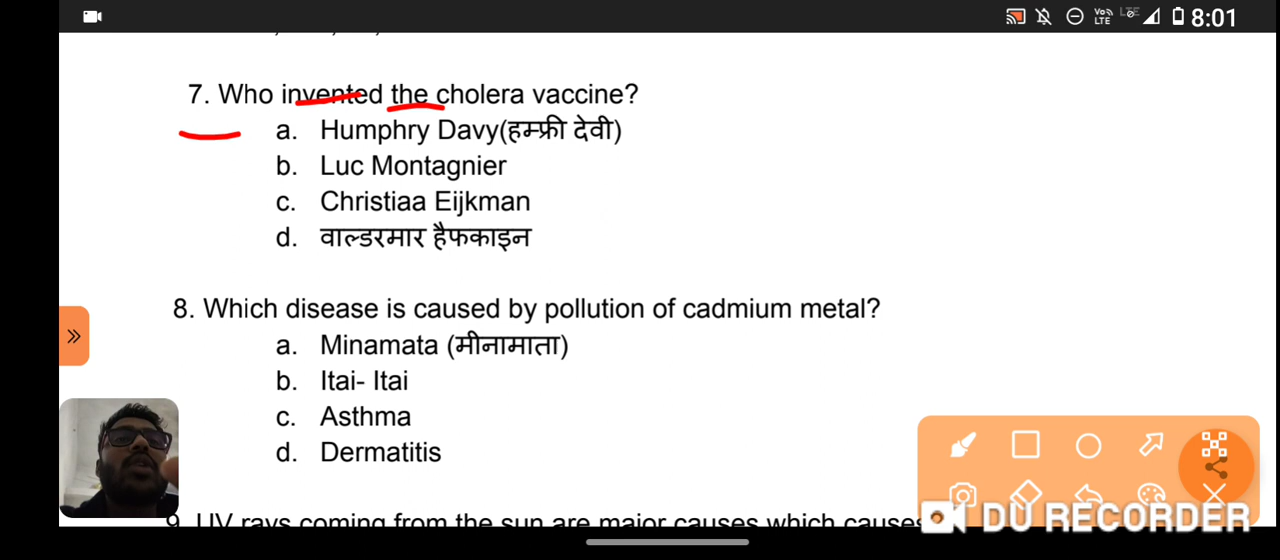 8:01
7. Who invented the cholera vaccine?
a. Humphry Davy(हम्फ्री देवी)
b. Luc Montagnier
c. Christiaa Eijkman
d. वाल्डरमार हैफकाइन
8. Which disease is caused by pollution of cadmium metal?
a. Minamata (मीनामाता)
b. Itai- Itai
c. Asthma
d. Dermatitis
9. UV rays coming from the sun are major causes which causes
DU RECORDER